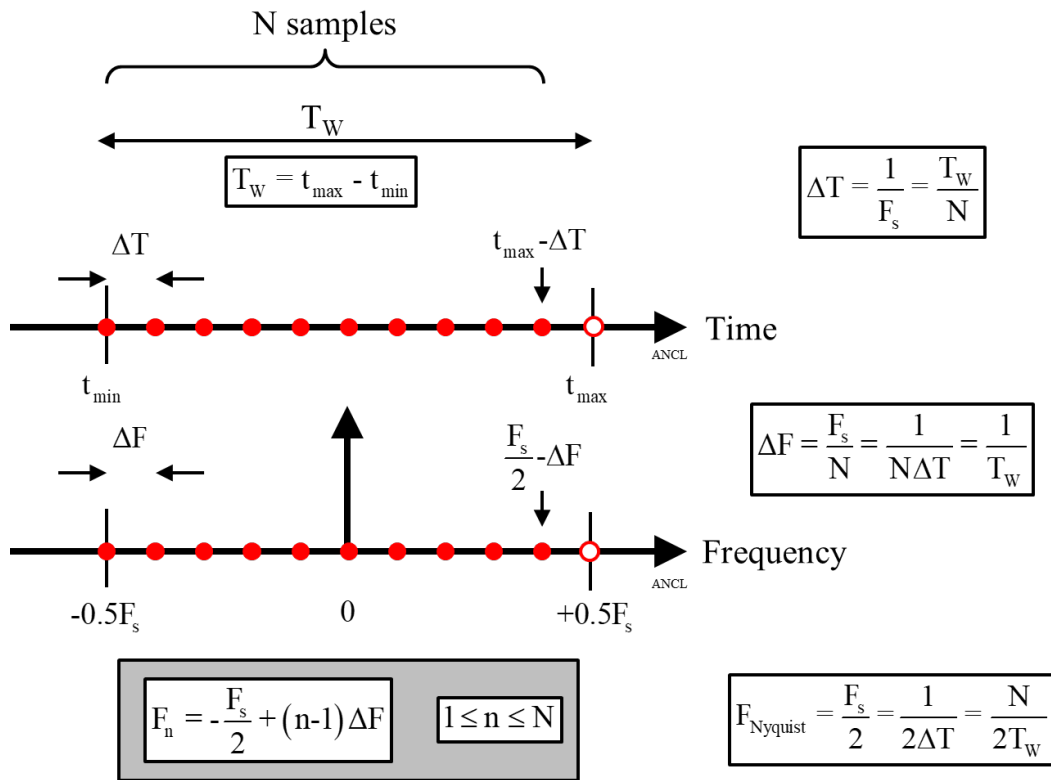 N samples
T_W
T_W = t_max - t_min
ΔT = 1/F_s = T_W/N
ΔT
t_max-ΔT
Time
ANCL
t_min
t_max
ΔF
F_s/2 -ΔF
ΔF = F_s/N = 1/NΔT = 1/T_W
Frequency
ANCL
-0.5F_s
0
+0.5F_s
F_n = -F_s/2 + (n-1)ΔF
1 ≤ n ≤ N
F_Nyquist = F_s/2 = 1/2ΔT = N/2T_W